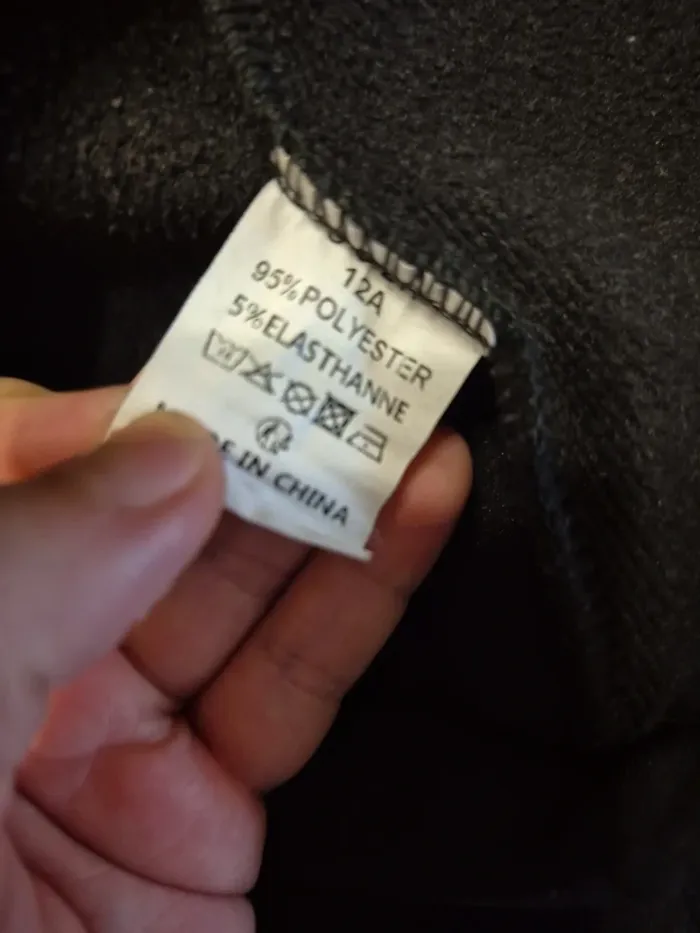 12A
95%POLYESTER
5%ELASTHANNE
IN CHINA